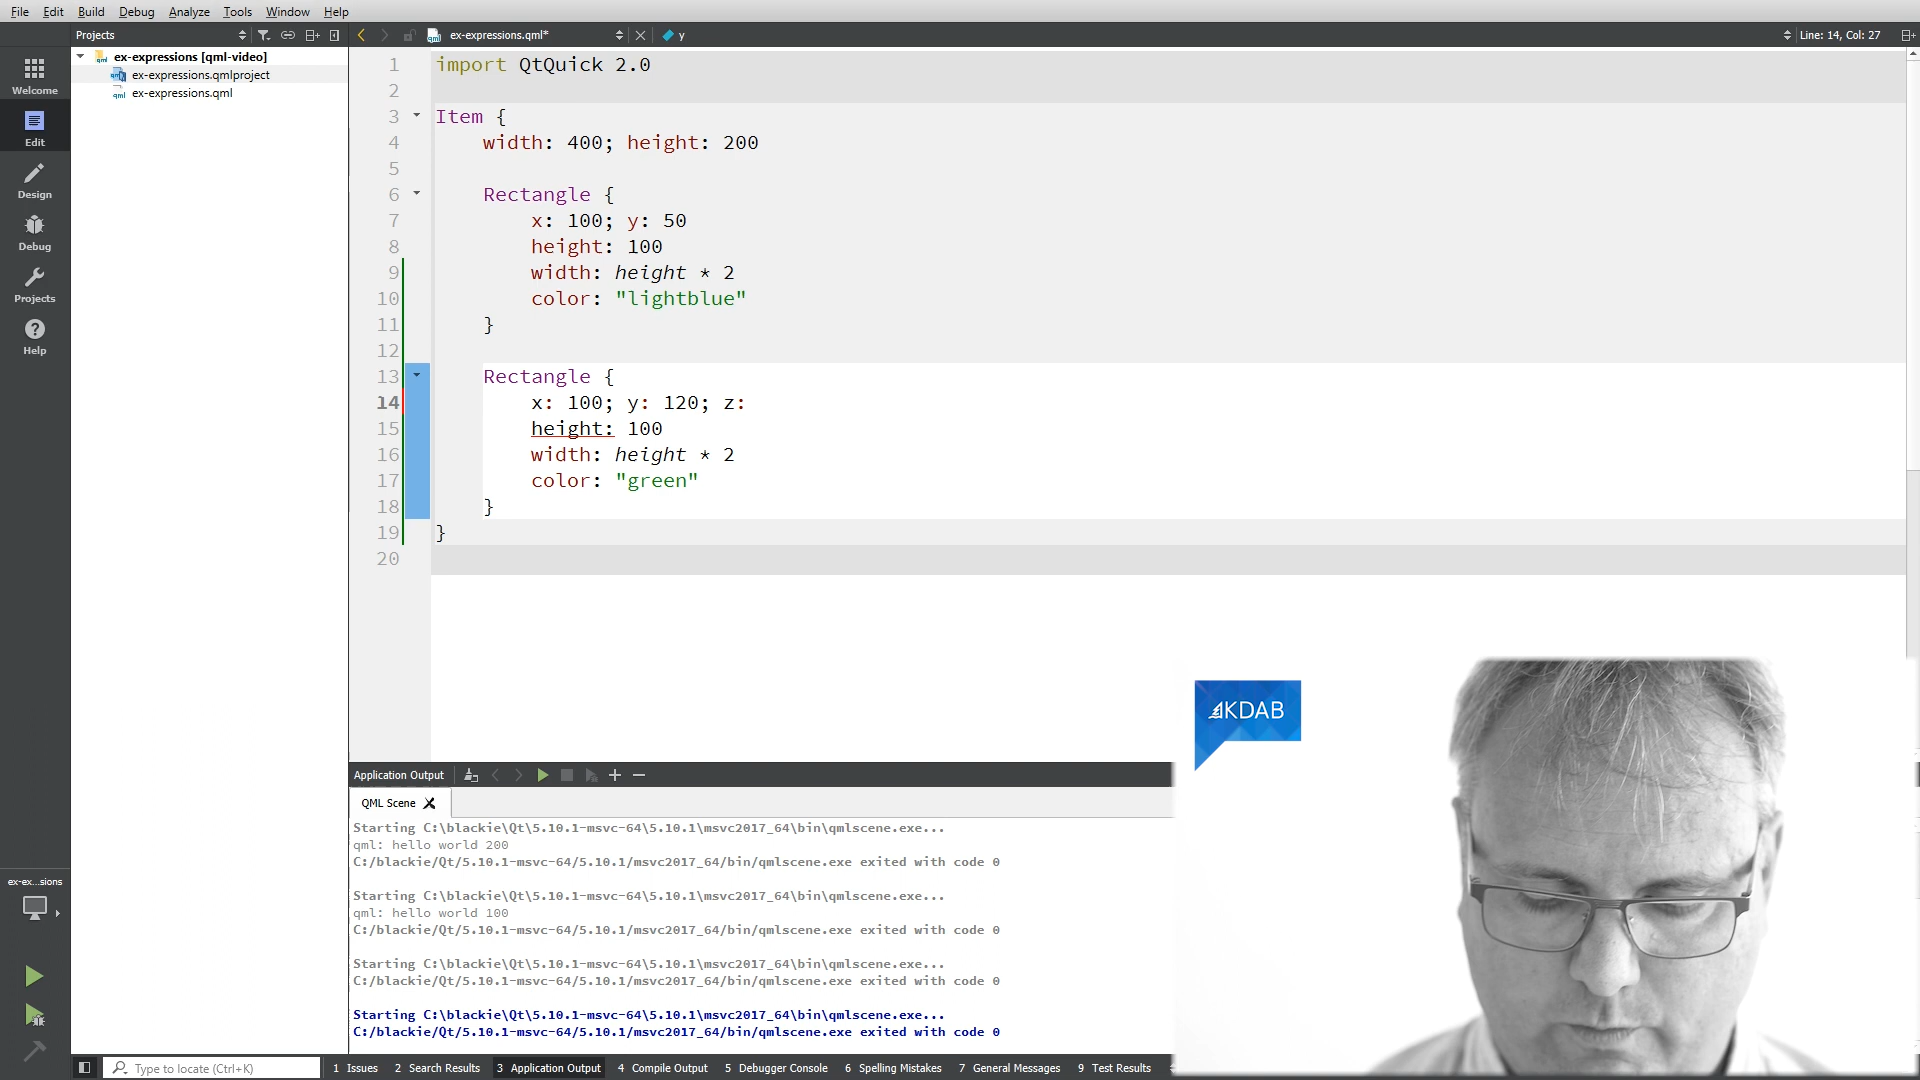 File Edit Build Debug Analyze Tools Window Help
Projects
ex-expressions.qml*
y
Line: 14, Col: 27
Welcome
Edit
Design
Debug
Projects
Help
ex-expressions [qml-video]
ex-expressions.qmlproject
ex-expressions.qml
1 import QtQuick 2.0
2
3 Item {
4 width: 400; height: 200
5
6 Rectangle {
7 x: 100; y: 50
8 height: 100
9 width: height * 2
10 color: "lightblue"
11 }
12
13 Rectangle {
14 x: 100; y: 120; z:
15 height: 100
16 width: height * 2
17 color: "green"
18 }
19 }
20
KDAB
Application Output
QML Scene
Starting C:\blackie\Qt\5.10.1-msvc-64\5.10.1\msvc2017_64\bin\qmlscene.exe...
qml: hello world 200
C:/blackie/Qt/5.10.1-msvc-64/5.10.1/msvc2017_64/bin/qmlscene.exe exited with code 0
Starting C:\blackie\Qt\5.10.1-msvc-64\5.10.1\msvc2017_64\bin\qmlscene.exe...
qml: hello world 100
C:/blackie/Qt/5.10.1-msvc-64/5.10.1/msvc2017_64/bin/qmlscene.exe exited with code 0
Starting C:\blackie\Qt\5.10.1-msvc-64\5.10.1\msvc2017_64\bin\qmlscene.exe...
C:/blackie/Qt/5.10.1-msvc-64/5.10.1/msvc2017_64/bin/qmlscene.exe exited with code 0
Starting C:\blackie\Qt\5.10.1-msvc-64\5.10.1\msvc2017_64\bin\qmlscene.exe...
C:/blackie/Qt/5.10.1-msvc-64/5.10.1/msvc2017_64/bin/qmlscene.exe exited with code 0
ex-ex...sions
Type to locate (Ctrl+K)
1 Issues 2 Search Results 3 Application Output 4 Compile Output 5 Debugger Console 6 Spelling Mistakes 7 General Messages 9 Test Results